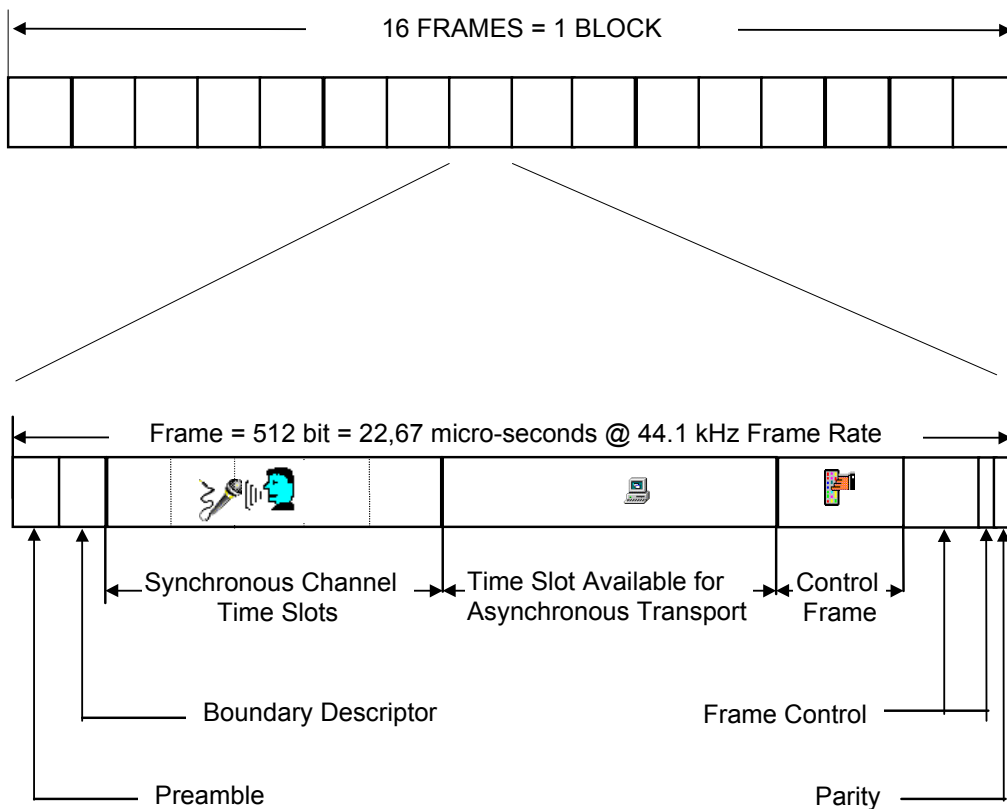 16 FRAMES = 1 BLOCK
Frame = 512 bit = 22,67 micro-seconds @ 44.1 kHz Frame Rate
Synchronous Channel
Time Slots
Time Slot Available for
Asynchronous Transport
Control
Frame
Boundary Descriptor
Frame Control
Preamble
Parity